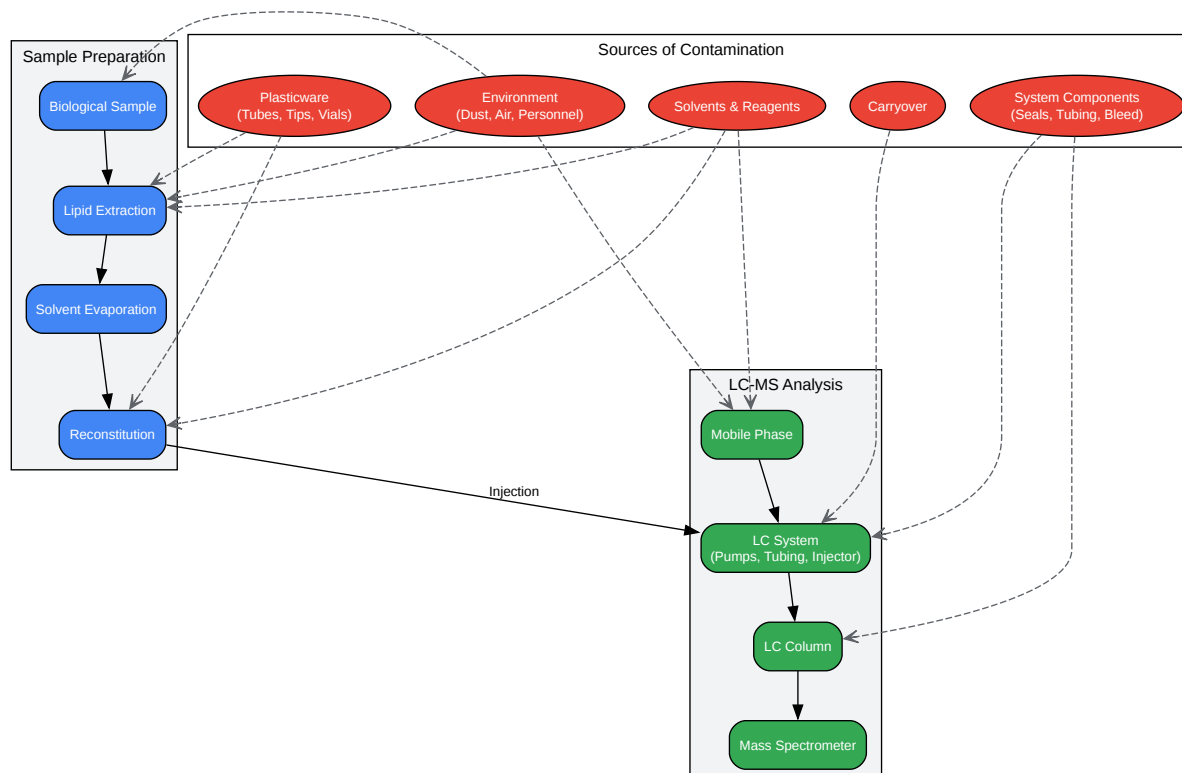 Sample Preparation
Sources of Contamination
Biological Sample
Plasticware
(Tubes, Tips, Vials)
Environment
(Dust, Air, Personnel)
Solvents & Reagents
Carryover
System Components
(Seals, Tubing, Bleed)
Lipid Extraction
Solvent Evaporation
Reconstitution
Injection
LC-MS Analysis
Mobile Phase
LC System
(Pumps, Tubing, Injector)
LC Column
Mass Spectrometer